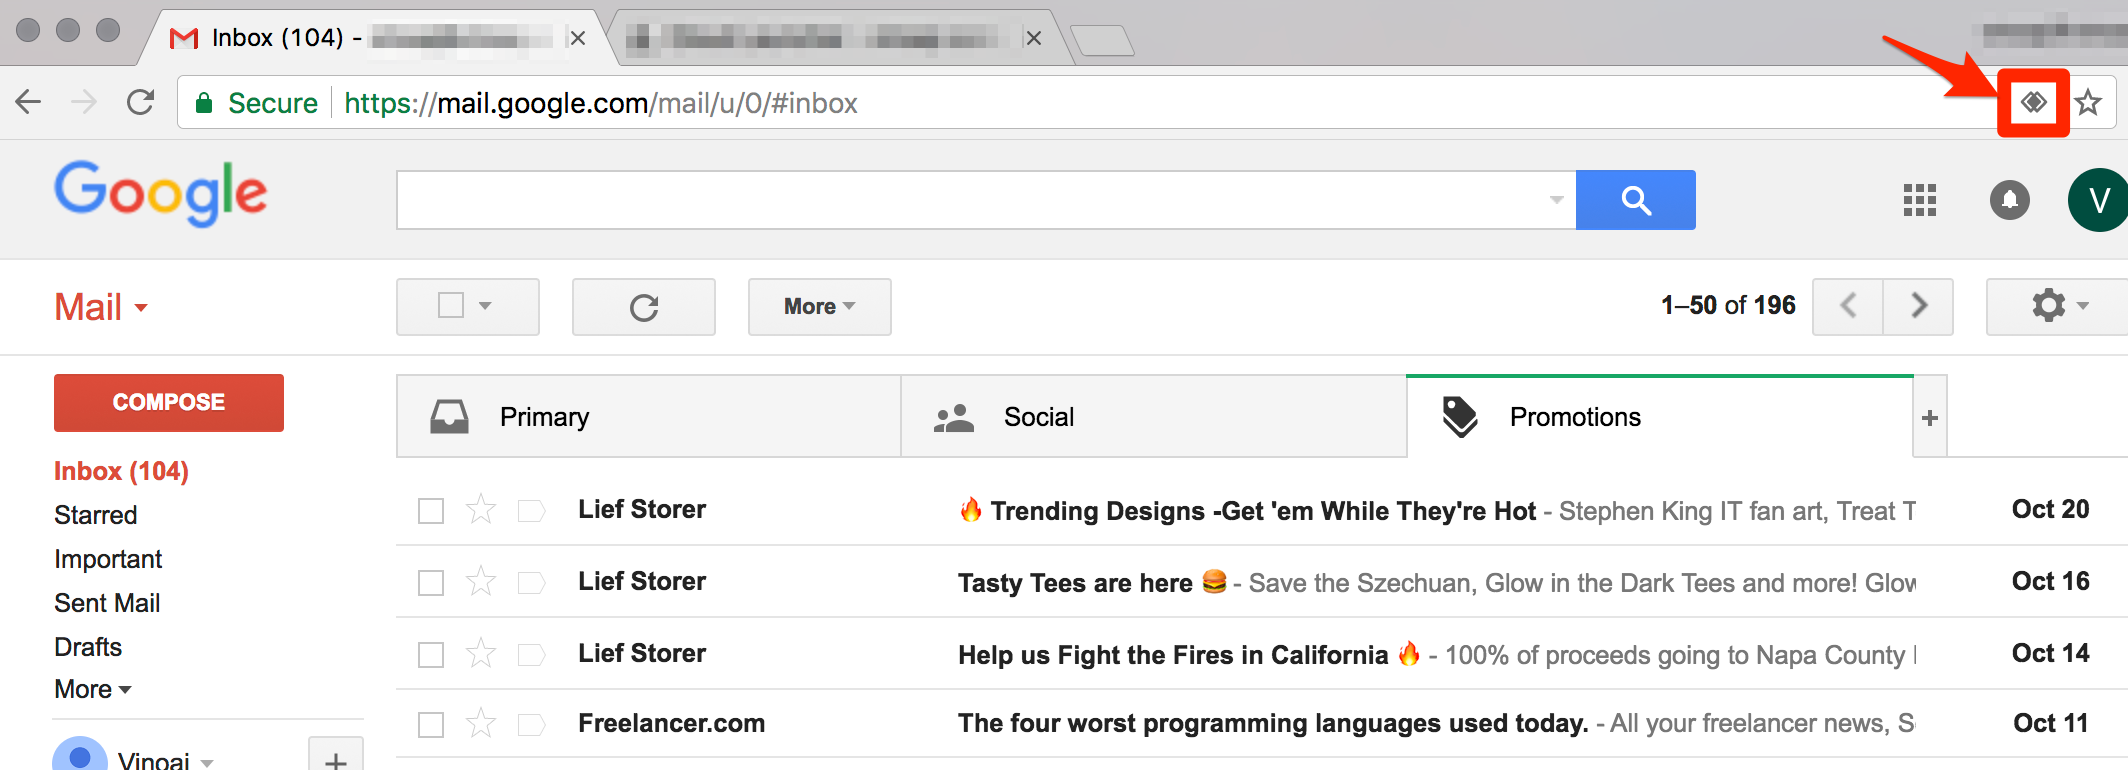 Inbox (104) -
Secure https://mail.google.com/mail/u/0/#inbox
Google
V
Mail
More
1–50 of 196
COMPOSE
Primary
Social
Promotions
+
Inbox (104)
Starred
Important
Sent Mail
Drafts
More
Vinoai
+
Lief Storer 🔥 Trending Designs -Get 'em While They're Hot - Stephen King IT fan art, Treat T Oct 20
Lief Storer Tasty Tees are here 🍔 - Save the Szechuan, Glow in the Dark Tees and more! Glow Oct 16
Lief Storer Help us Fight the Fires in California 🔥 - 100% of proceeds going to Napa County Oct 14
Freelancer.com The four worst programming languages used today. - All your freelancer news, S Oct 11